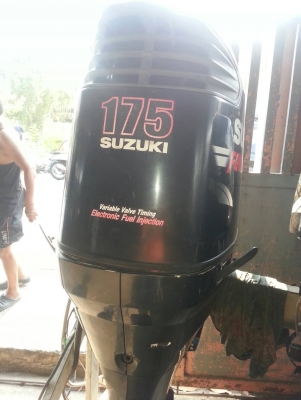 175
SUZUKI
Variable Valve Timing
Electronic Fuel Injection